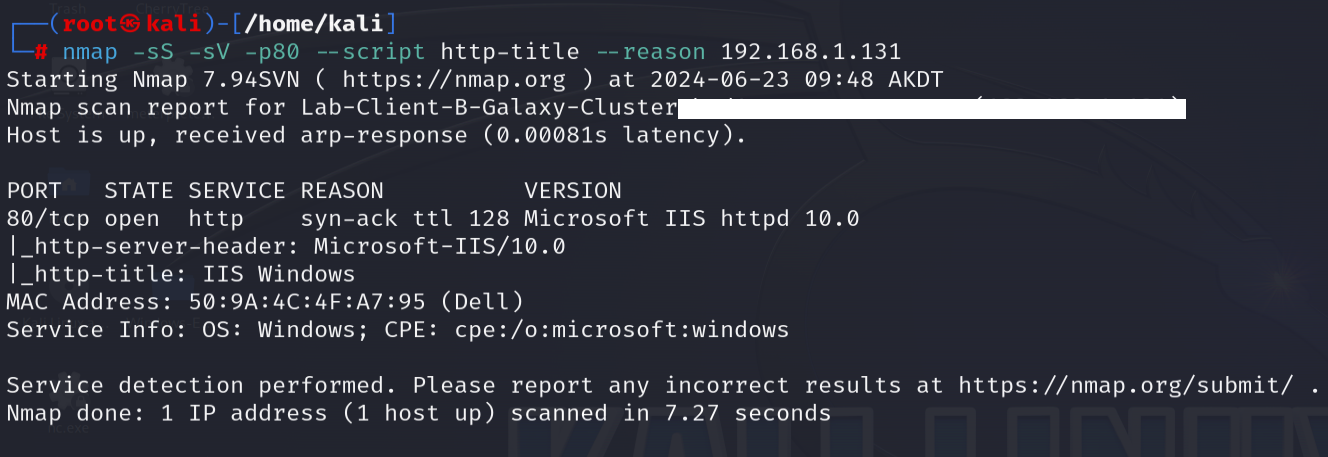 Trash CherryTree
┌──(root㉿kali)-[/home/kali]
└─# nmap -sS -sV -p80 --script http-title --reason 192.168.1.131
Starting Nmap 7.94SVN ( https://nmap.org ) at 2024-06-23 09:48 AKDT
Nmap scan report for Lab-Client-B-Galaxy-Cluster
Host is up, received arp-response (0.00081s latency).
PORT STATE SERVICE REASON VERSION
80/tcp open http syn-ack ttl 128 Microsoft IIS httpd 10.0
|_http-server-header: Microsoft-IIS/10.0
|_http-title: IIS Windows
MAC Address: 50:9A:4C:4F:A7:95 (Dell)
Service Info: OS: Windows; CPE: cpe:/o:microsoft:windows
Service detection performed. Please report any incorrect results at https://nmap.org/submit/ .
Nmap done: 1 IP address (1 host up) scanned in 7.27 seconds
nc.exe